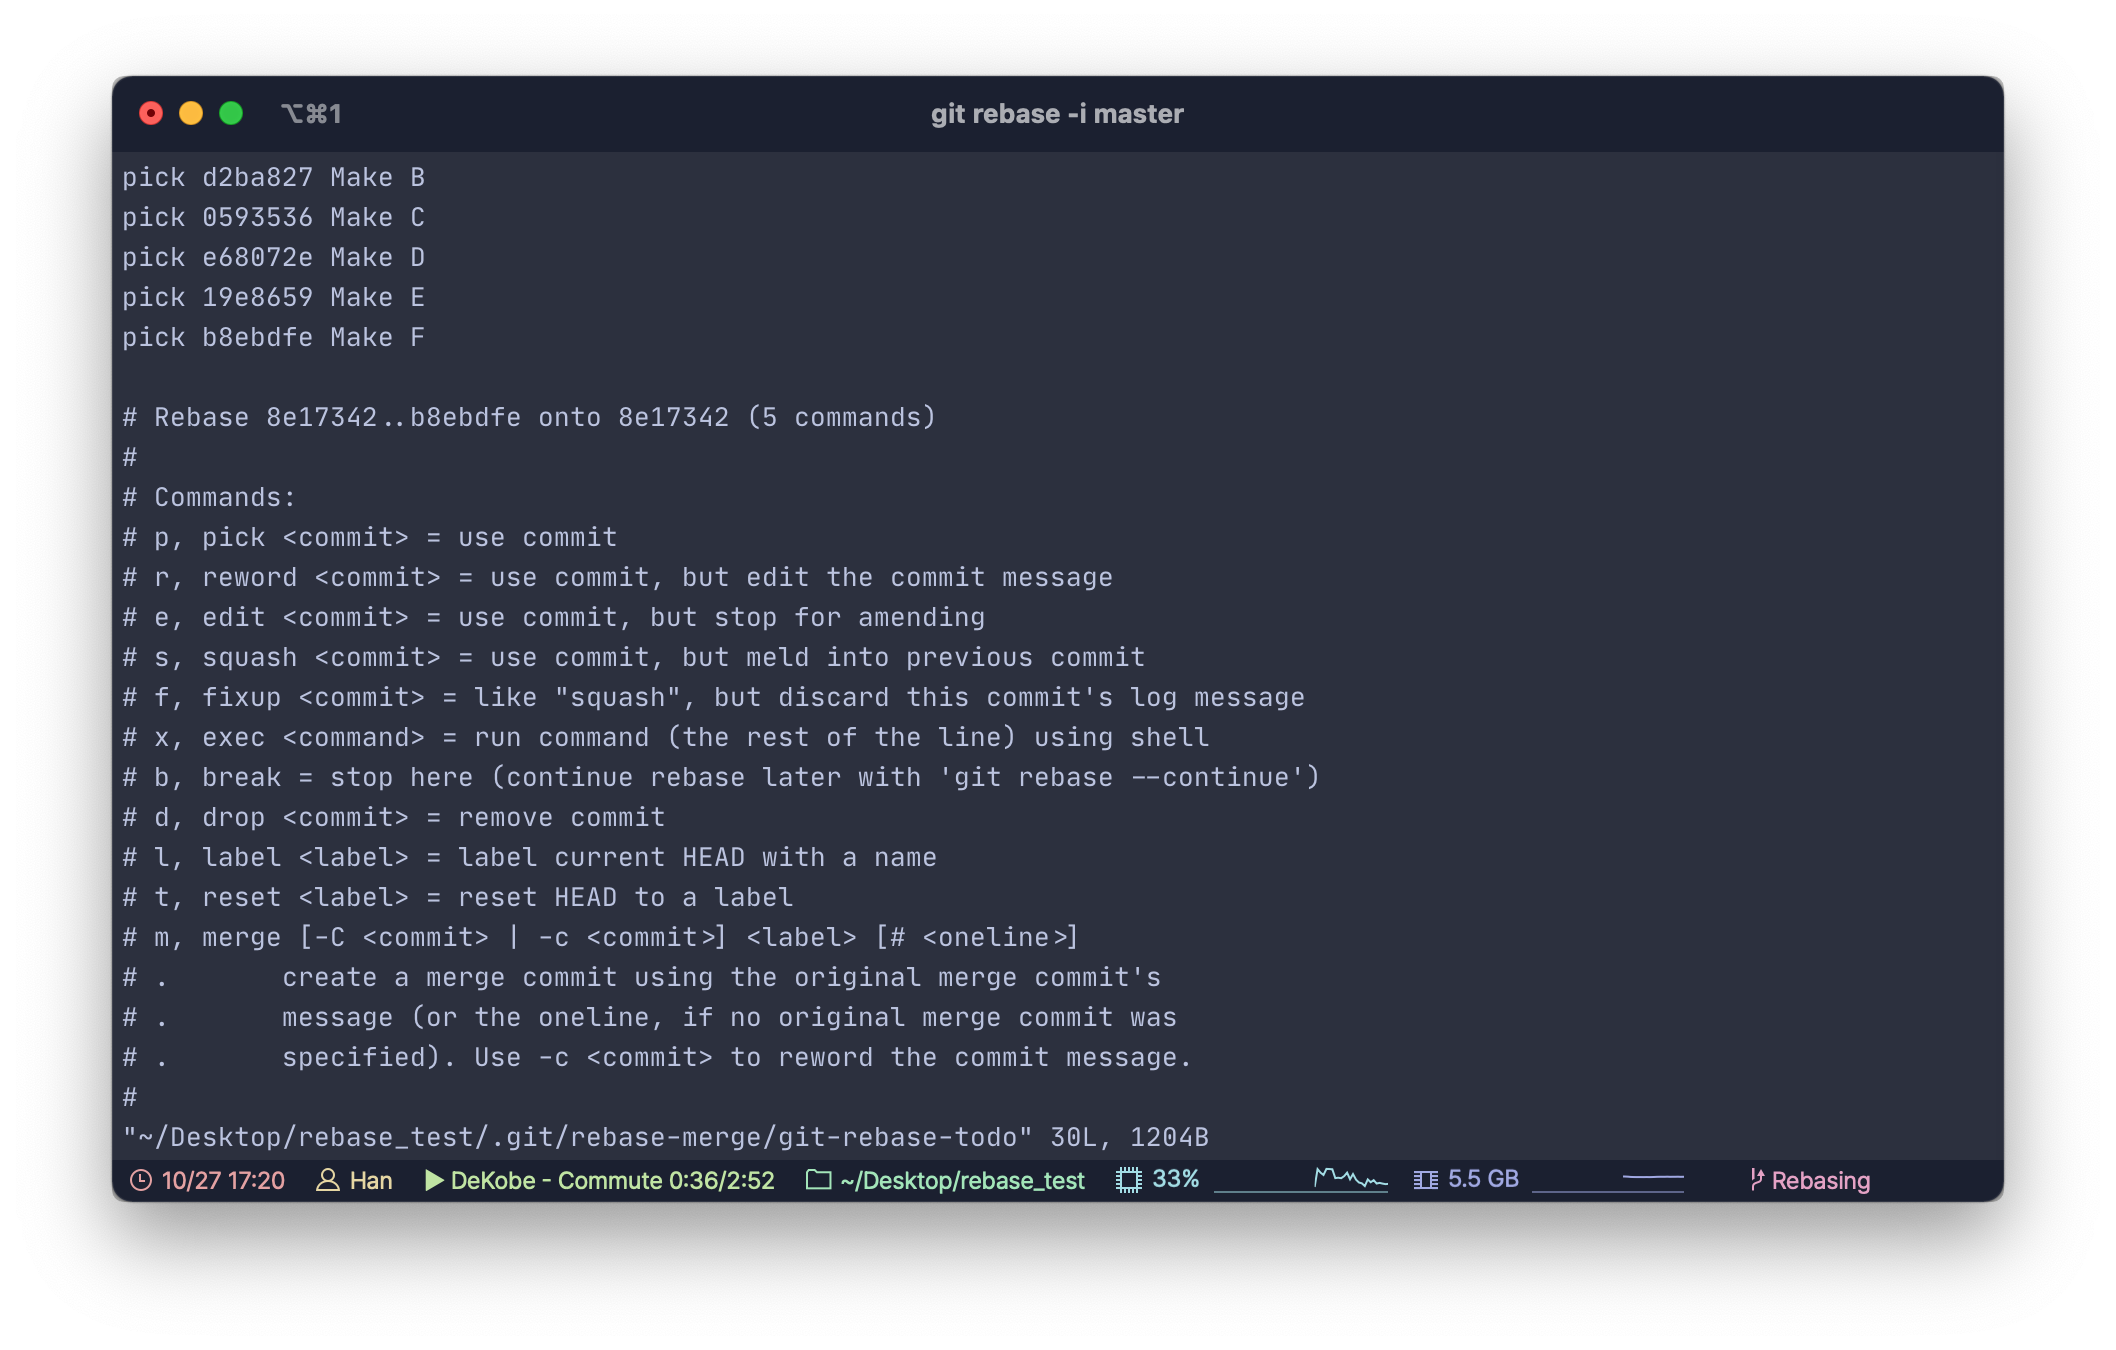 ⌥⌘1 git rebase -i master
pick d2ba827 Make B
pick 0593536 Make C
pick e68072e Make D
pick 19e8659 Make E
pick b8ebdfe Make F
# Rebase 8e17342..b8ebdfe onto 8e17342 (5 commands)
#
# Commands:
# p, pick <commit> = use commit
# r, reword <commit> = use commit, but edit the commit message
# e, edit <commit> = use commit, but stop for amending
# s, squash <commit> = use commit, but meld into previous commit
# f, fixup <commit> = like "squash", but discard this commit's log message
# x, exec <command> = run command (the rest of the line) using shell
# b, break = stop here (continue rebase later with 'git rebase --continue')
# d, drop <commit> = remove commit
# l, label <label> = label current HEAD with a name
# t, reset <label> = reset HEAD to a label
# m, merge [-C <commit> | -c <commit>] <label> [# <oneline>]
# .       create a merge commit using the original merge commit's
# .       message (or the oneline, if no original merge commit was
# .       specified). Use -c <commit> to reword the commit message.
#
"~/Desktop/rebase_test/.git/rebase-merge/git-rebase-todo" 30L, 1204B
10/27 17:20 Han DeKobe - Commute 0:36/2:52 ~/Desktop/rebase_test 33% 5.5 GB Rebasing